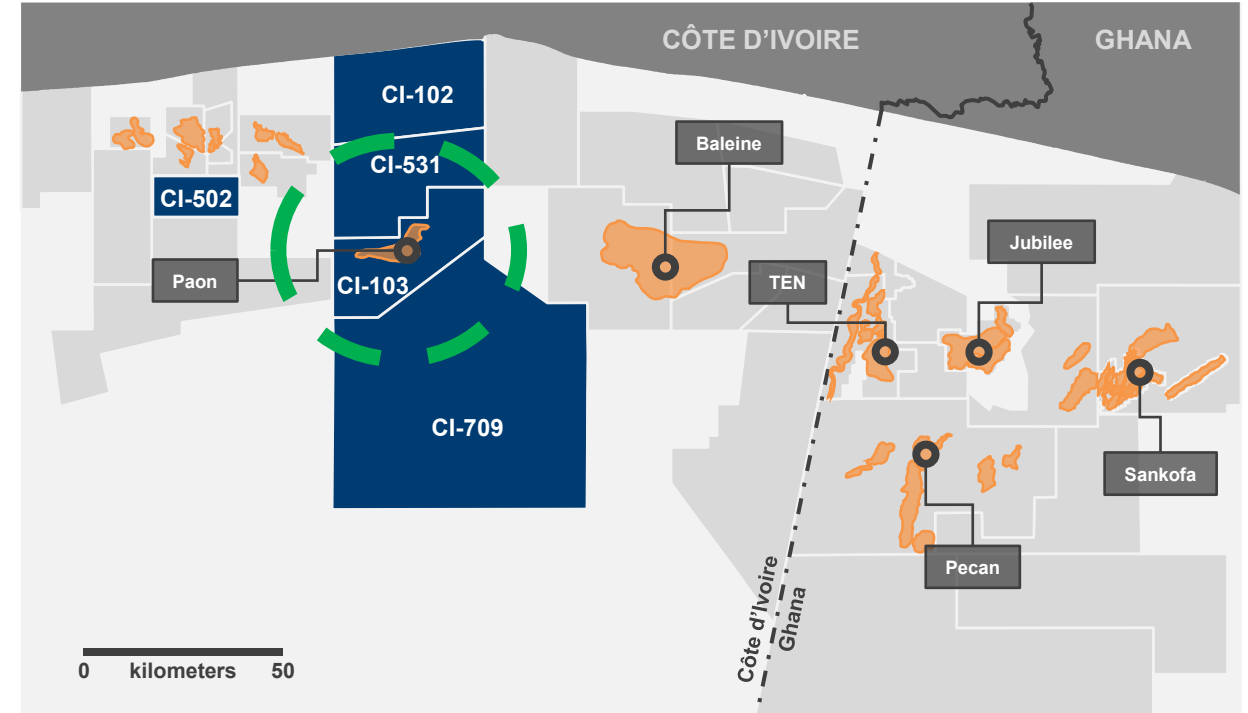 CÔTE D'IVOIRE
GHANA
CI-102
Baleine
CI-531
CI-502
Jubilee
Paon
CI-103
TEN
CI-709
Sankofa
Pecan
Côte d'Ivoire
Ghana
0 kilometers 50